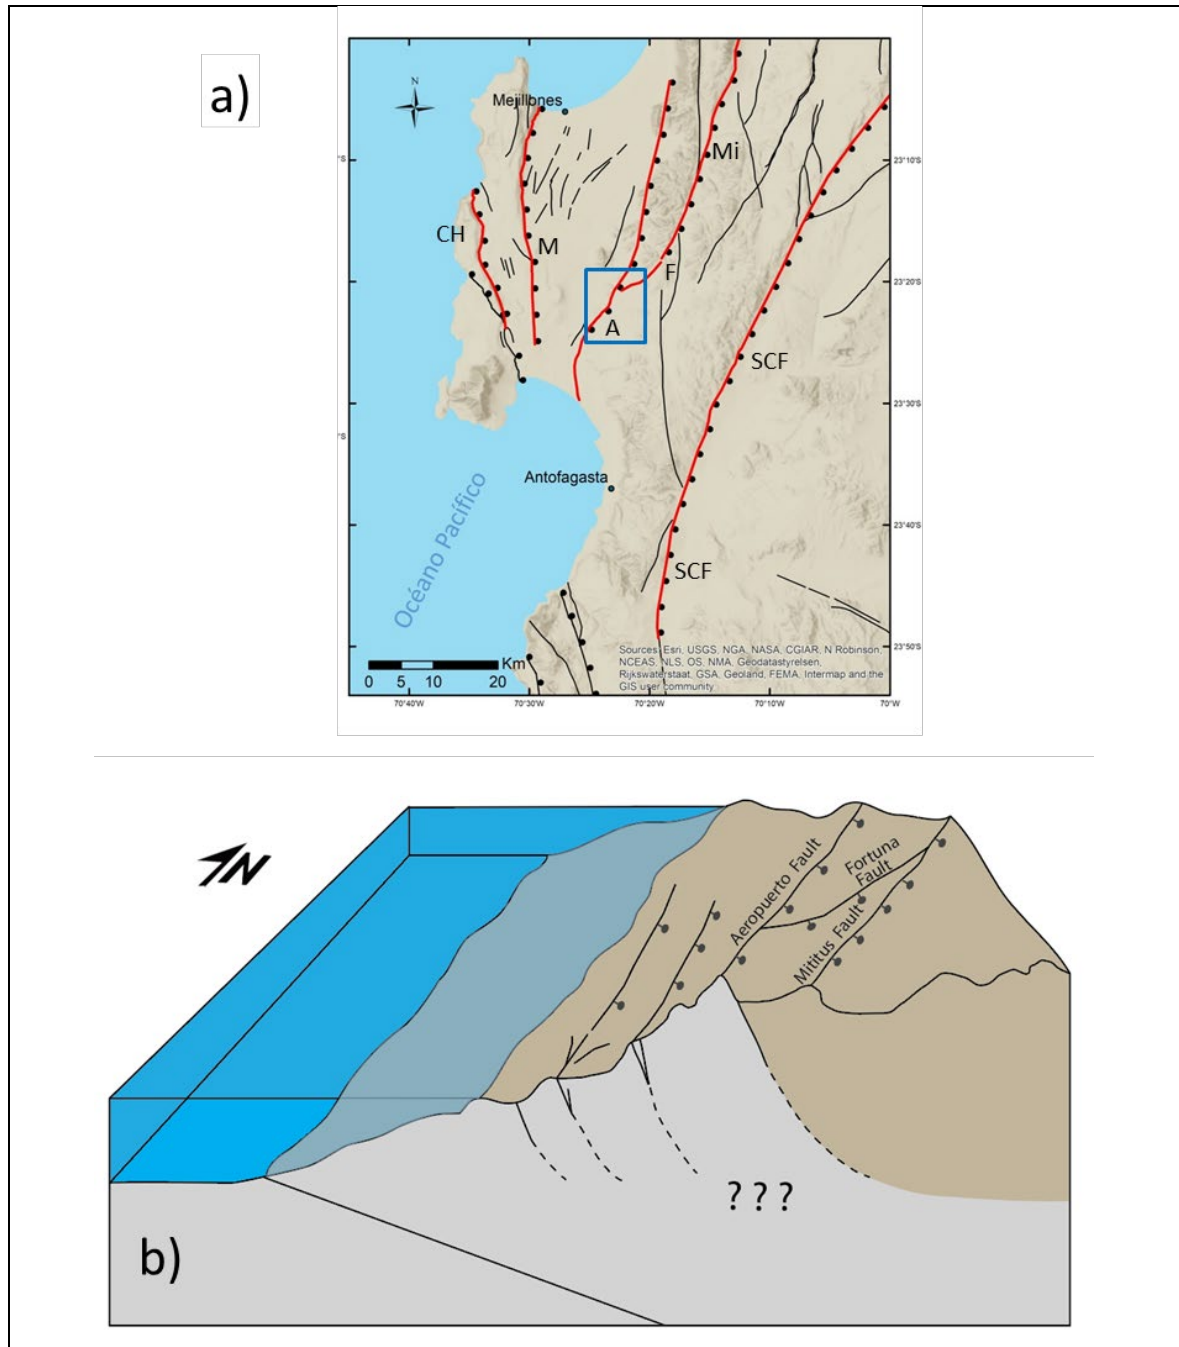 a)
N
Mejillones
Mi
S
23°10'S
CH
M
F
23°20'S
A
SCF
23°30'S
S
Antofagasta
Océano Pacífico
23°40'S
SCF
Km
0 5 10 20
23°50'S
Sources: Esri, USGS, NGA, NASA, CGIAR, N Robinson,
NCEAS, NLS, OS, NMA, Geodatastyrelsen,
Rijkswaterstaat, GSA, Geoland, FEMA, Intermap and the
GIS user community
70°40'W 70°30'W 70°20'W 70°10'W 70°W
N
Aeropuerto Fault
Fortuna
Fault
Mititus Fault
? ? ?
b)